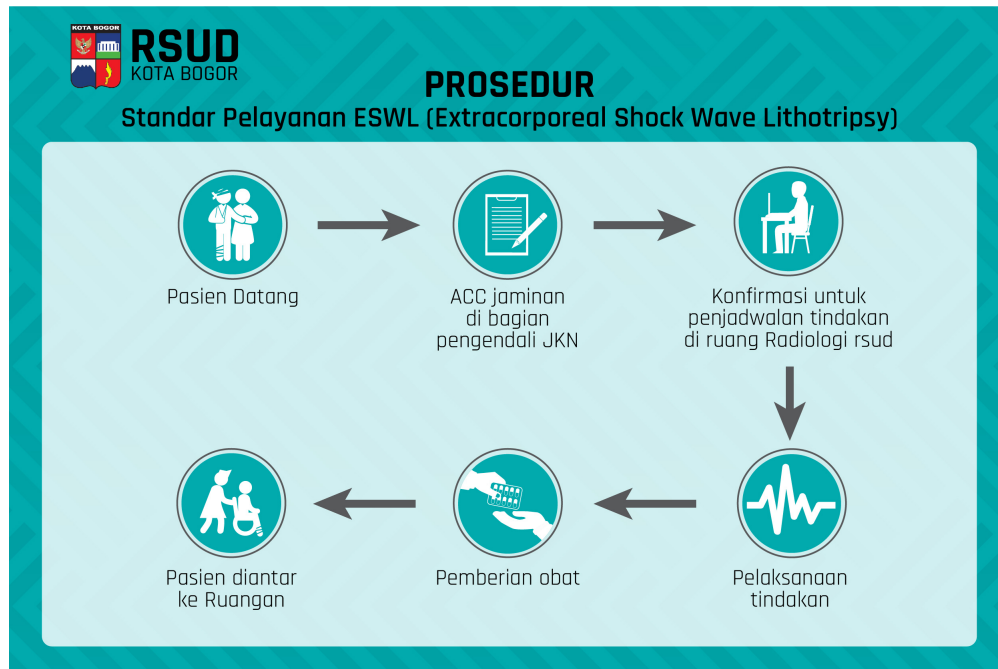 KOTA BOGOR
RSUD
KOTA BOGOR
PROSEDUR
Standar Pelayanan ESWL (Extracorporeal Shock Wave Lithotripsy)
Pasien Datang
ACC jaminan
di bagian
pengendali JKN
Konfirmasi untuk
penjadwalan tindakan
di ruang Radiologi rsud
Pelaksanaan
tindakan
Pemberian obat
Pasien diantar
ke Ruangan